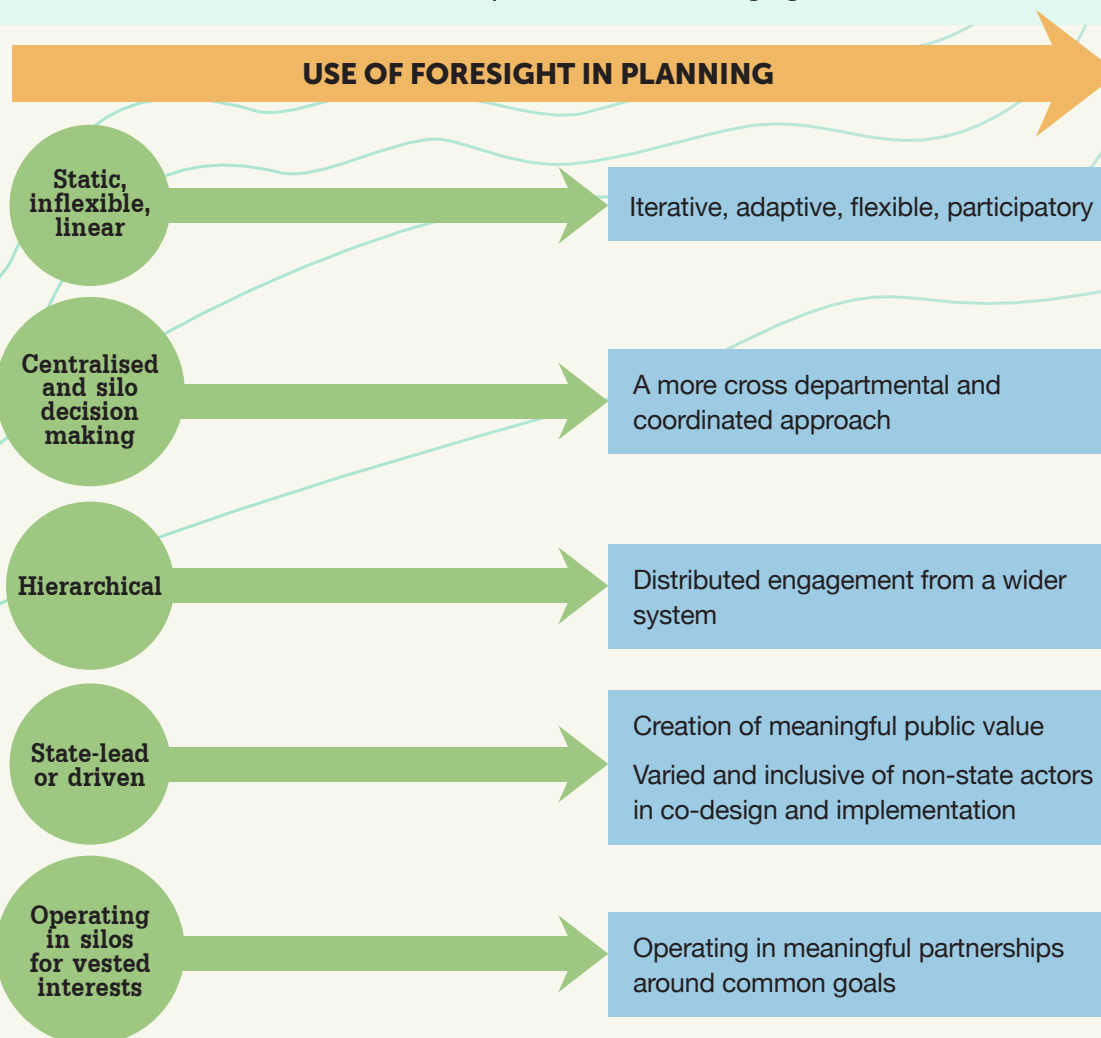 USE OF FORESIGHT IN PLANNING
Static,
inflexible,
linear
Iterative, adaptive, flexible, participatory
Centralised
and silo
decision
making
A more cross departmental and
coordinated approach
Hierarchical
Distributed engagement from a wider
system
State-lead
or driven
Creation of meaningful public value
Varied and inclusive of non-state actors
in co-design and implementation
Operating
in silos
for vested
interests
Operating in meaningful partnerships
around common goals